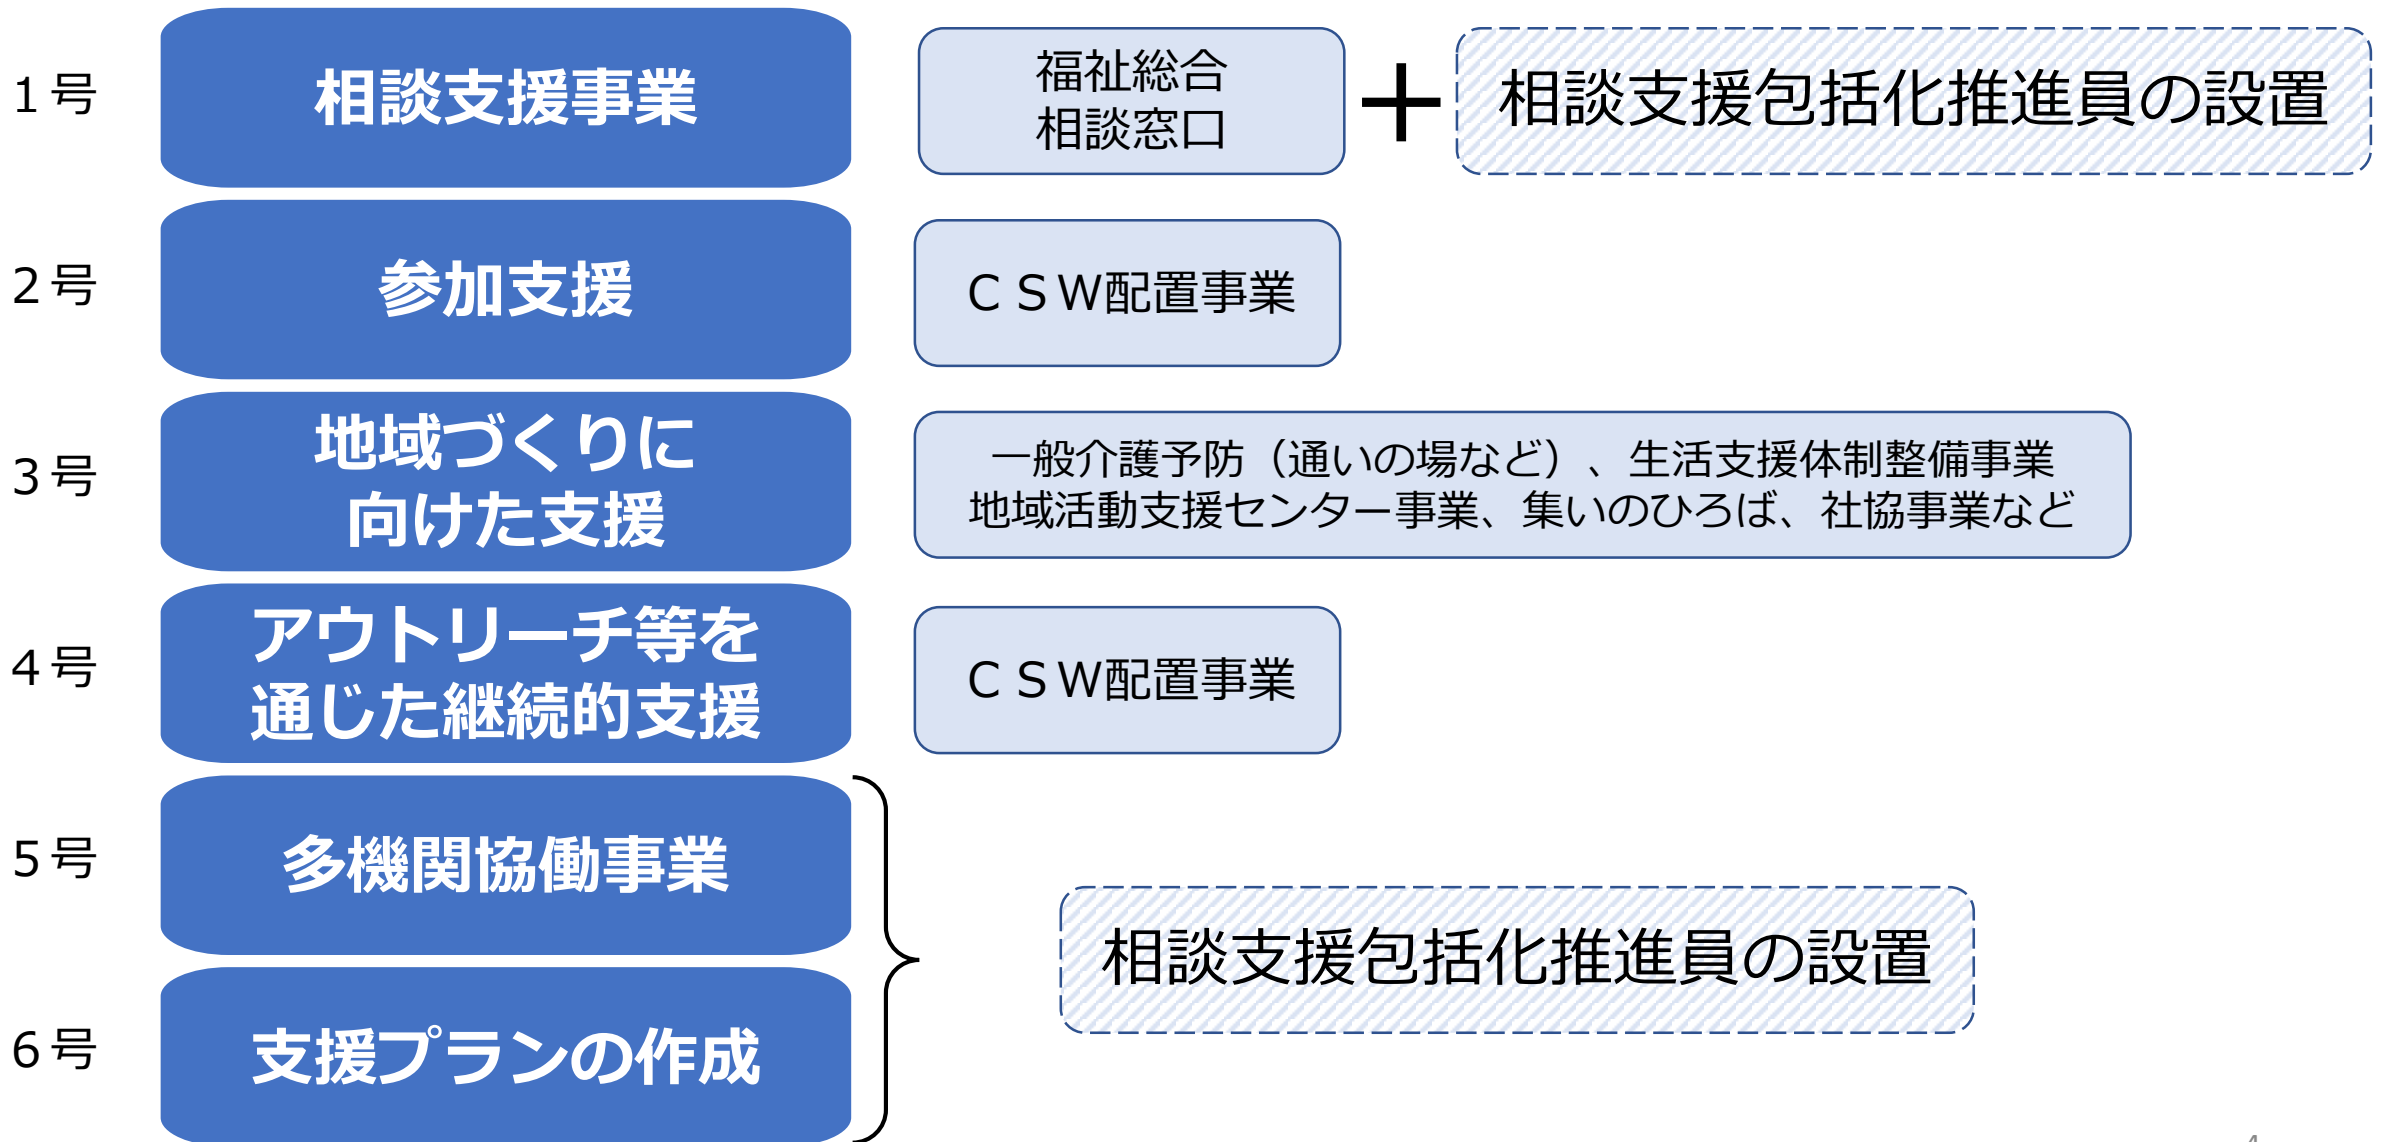 １号
相談支援事業
福祉総合
相談窓口
＋
相談支援包括化推進員の設置
２号
参加支援
ＣＳＷ配置事業
３号
地域づくりに
向けた支援
一般介護予防（通いの場など）、生活支援体制整備事業
地域活動支援センター事業、集いのひろば、社協事業など
４号
アウトリーチ等を
通じた継続的支援
ＣＳＷ配置事業
５号
多機関協働事業
相談支援包括化推進員の設置
６号
支援プランの作成